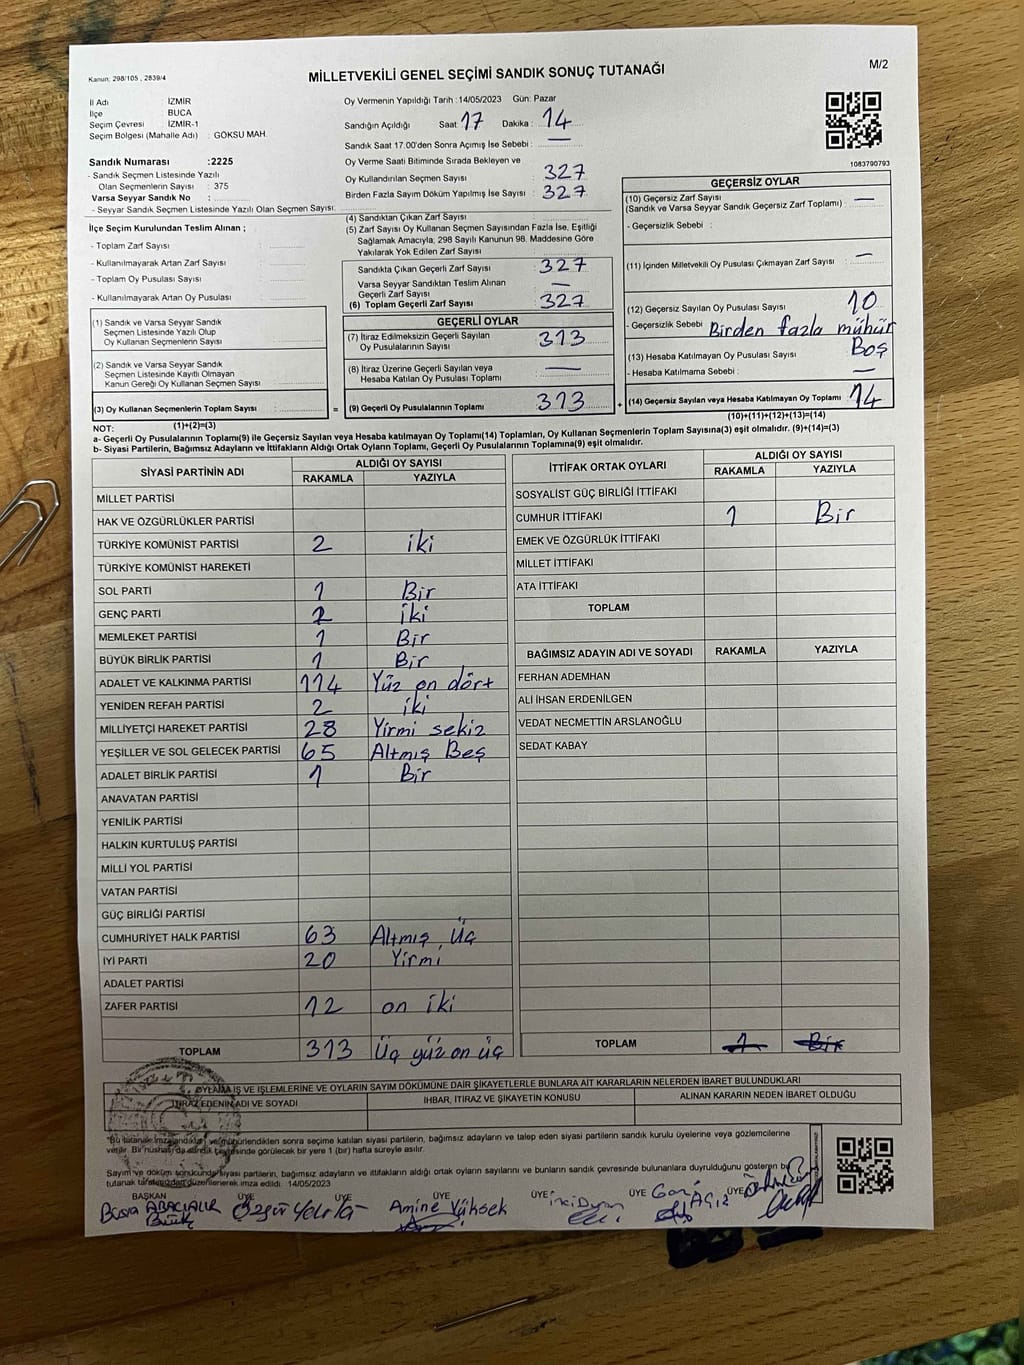 Kanun: 298/105 , 2839/4
MİLLETVEKİLİ GENEL SEÇİMİ SANDIK SONUÇ TUTANAĞI
M/2
İl Adı İZMİR
İlçe BUCA
Seçim Çevresi : İZMİR-1
Seçim Bölgesi (Mahalle Adı) : GÖKSU MAH.
Sandık Numarası :2225
- Sandık Seçmen Listesinde Yazılı
Olan Seçmenlerin Sayısı : 375
Varsa Seyyar Sandık No :
- Seyyar Sandık Seçmen Listesinde Yazılı Olan Seçmen Sayısı:
İlçe Seçim Kurulundan Teslim Alınan ;
- Toplam Zarf Sayısı :
- Kullanılmayarak Artan Zarf Sayısı :
- Toplam Oy Pusulası Sayısı :
- Kullanılmayarak Artan Oy Pusulası :
(1) Sandık ve Varsa Seyyar Sandık
Seçmen Listesinde Yazılı Olup
Oy Kullanan Seçmenlerin Sayısı :
(2) Sandık ve Varsa Seyyar Sandık
Seçmen Listesinde Kayıtlı Olmayan
Kanun Gereği Oy Kullanan Seçmen Sayısı :
(3) Oy Kullanan Seçmenlerin Toplam Sayısı :
(1)+(2)=(3)
Oy Vermenin Yapıldığı Tarih :14/05/2023 Gün: Pazar
Sandığın Açıldığı Saat: 17 Dakika : 14
Sandık Saat 17.00'den Sonra Açımış İse Sebebi : —
Oy Verme Saati Bitiminde Sırada Bekleyen ve
Oy Kullandırılan Seçmen Sayısı 327
Birden Fazla Sayım Döküm Yapılmış İse Sayısı : 327
(4) Sandıktan Çıkan Zarf Sayısı :
(5) Zarf Sayısı Oy Kullanan Seçmen Sayısından Fazla İse, Eşitliği
Sağlamak Amacıyla, 298 Sayılı Kanunun 98. Maddesine Göre
Yakılarak Yok Edilen Zarf Sayısı :
Sandıkta Çıkan Geçerli Zarf Sayısı : 327
Varsa Seyyar Sandıktan Teslim Alınan
Geçerli Zarf Sayısı : —
(6) Toplam Geçerli Zarf Sayısı : 327
GEÇERLİ OYLAR
(7) İtiraz Edilmeksizin Geçerli Sayılan
Oy Pusulalarının Sayısı : 313
(8) İtiraz Üzerine Geçerli Sayılan veya
Hesaba Katılan Oy Pusulası Toplamı : —
= (9) Geçerli Oy Pusulalarının Toplamı : 313 +
1083790793
GEÇERSİZ OYLAR
(10) Geçersiz Zarf Sayısı
(Sandık ve Varsa Seyyar Sandık Geçersiz Zarf Toplamı) : —
- Geçersizlik Sebebi :
(11) İçinden Milletvekili Oy Pusulası Çıkmayan Zarf Sayısı : —
(12) Geçersiz Sayılan Oy Pusulası Sayısı : 10
- Geçersizlik Sebebi : Birden fazla mühür
Boş
(13) Hesaba Katılmayan Oy Pusulası Sayısı :
- Hesaba Katılmama Sebebi : —
(14) Geçersiz Sayılan veya Hesaba Katılmayan Oy Toplamı : 14
(10)+(11)+(12)+(13)=(14)
NOT:
a- Geçerli Oy Pusulalarının Toplamı(9) ile Geçersiz Sayılan veya Hesaba katılmayan Oy Toplamı(14) Toplamları, Oy Kullanan Seçmenlerin Toplam Sayısına(3) eşit olmalıdır. (9)+(14)=(3)
b- Siyasi Partilerin, Bağımsız Adayların ve İttifakların Aldığı Oyların Toplamı, Geçerli Oy Pusulalarının Toplamına(9) eşit olmalıdır.
SİYASİ PARTİNİN ADI ALDIĞI OY SAYISI
RAKAMLA YAZIYLA
MİLLET PARTİSİ
HAK VE ÖZGÜRLÜKLER PARTİSİ
TÜRKİYE KOMÜNİST PARTİSİ 2 iki
TÜRKİYE KOMÜNİST HAREKETİ
SOL PARTİ 1 Bir
GENÇ PARTİ 2 iki
MEMLEKET PARTİSİ 1 Bir
BÜYÜK BİRLİK PARTİSİ 1 Bir
ADALET VE KALKINMA PARTİSİ 114 Yüz on dört
YENİDEN REFAH PARTİSİ 2 iki
MİLLİYETÇİ HAREKET PARTİSİ 28 Yirmi sekiz
YEŞİLLER VE SOL GELECEK PARTİSİ 65 Altmış Beş
ADALET BİRLİK PARTİSİ 1 Bir
ANAVATAN PARTİSİ
YENİLİK PARTİSİ
HALKIN KURTULUŞ PARTİSİ
MİLLİ YOL PARTİSİ
VATAN PARTİSİ
GÜÇ BİRLİĞİ PARTİSİ
CUMHURİYET HALK PARTİSİ 63 Altmış üç
İYİ PARTİ 20 Yirmi
ADALET PARTİSİ
ZAFER PARTİSİ 12 on iki
TOPLAM 313 Üç yüz on üç
İTTİFAK ORTAK OYLARI ALDIĞI OY SAYISI
RAKAMLA YAZIYLA
SOSYALİST GÜÇ BİRLİĞİ İTTİFAKI
CUMHUR İTTİFAKI 1 Bir
EMEK VE ÖZGÜRLÜK İTTİFAKI
MİLLET İTTİFAKI
ATA İTTİFAKI
TOPLAM
BAĞIMSIZ ADAYIN ADI VE SOYADI RAKAMLA YAZIYLA
FERHAN ADEMHAN
ALİ İHSAN ERDENİLGEN
VEDAT NECMETTİN ARSLANOĞLU
SEDAT KABAY
TOPLAM 1 Bir
OYLAMA İŞ VE İŞLEMLERİNE VE OYLARIN SAYIM DÖKÜMÜNE DAİR ŞİKAYETLERLE BUNLARA AİT KARARLARIN NELERDEN İBARET BULUNDUKLARI
İTİRAZ EDENİN ADI VE SOYADI İHBAR, İTİRAZ VE ŞİKAYETİN KONUSU ALINAN KARARIN NEDEN İBARET OLDUĞU
"Bu tutanak imzalandıktan ve mühürlendikten sonra seçime katılan siyasi partilerin, bağımsız adayların ve talep eden siyasi partilerin sandık kurulu üyelerine veya gözlemcilerine
verilir. Bir nüshası da sandık çevresinde görülecek bir yere 1 (bir) hafta süreyle asılır.
Sayım ve döküm sonucunda siyasi partilerin, bağımsız adayların ve ittifakların aldığı ortak oyların sayılarını ve bunların sandık çevresinde bulunanlara duyrulduğunu gösteren bu
tutanak tarafımızdan düzenlenerek imza edildi. 14/05/2023
BAŞKAN ÜYE ÜYE ÜYE ÜYE ÜYE ÜYE
Amine Yüksek